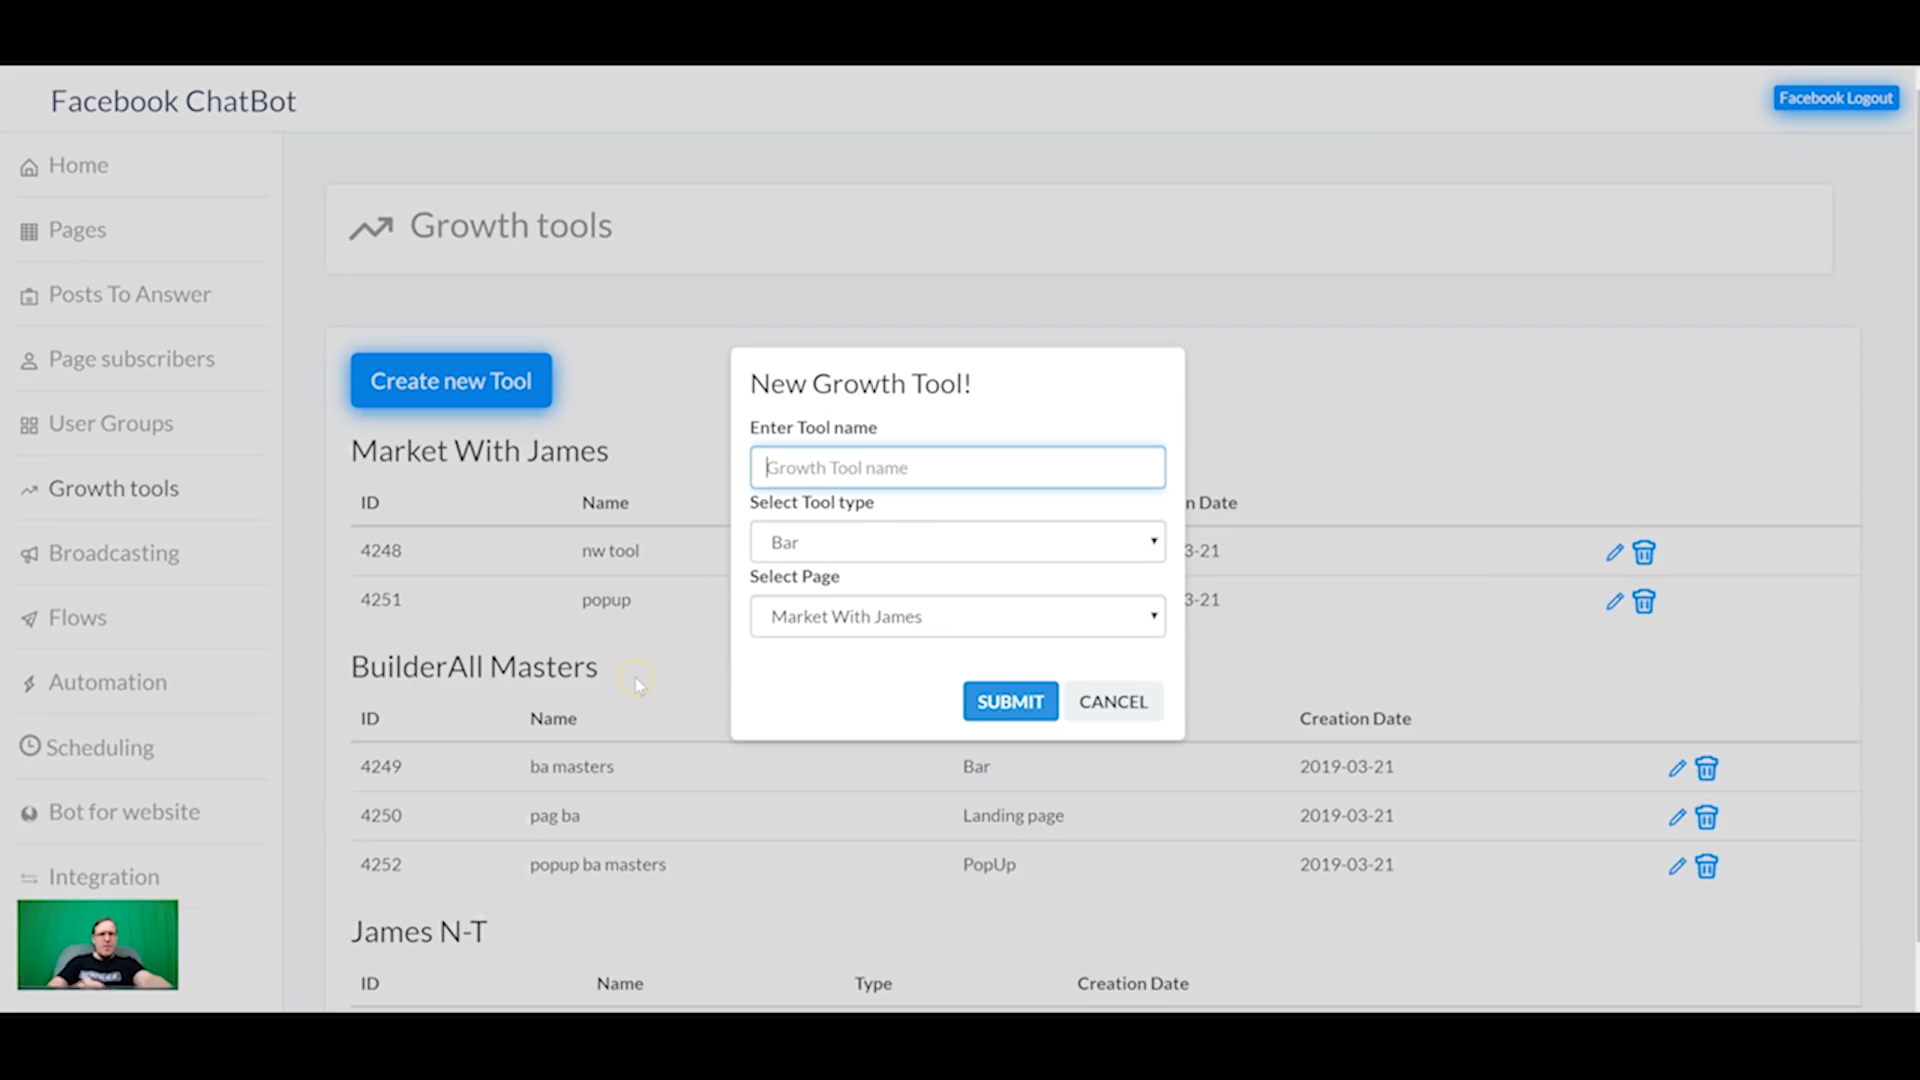 Facebook ChatBot
Facebook Logout
Home
Pages
Posts To Answer
Page subscribers
User Groups
Growth tools
Broadcasting
Flows
Automation
Scheduling
Bot for website
Integration
Growth tools
Create new Tool
Market With James
ID Name n Date
4248 nw tool 3-21
4251 popup 3-21
New Growth Tool!
Enter Tool name
Growth Tool name
Select Tool type
Bar
Select Page
Market With James
SUBMIT CANCEL
BuilderAll Masters
ID Name Creation Date
4249 ba masters Bar 2019-03-21
4250 pag ba Landing page 2019-03-21
4252 popup ba masters PopUp 2019-03-21
James N-T
ID Name Type Creation Date